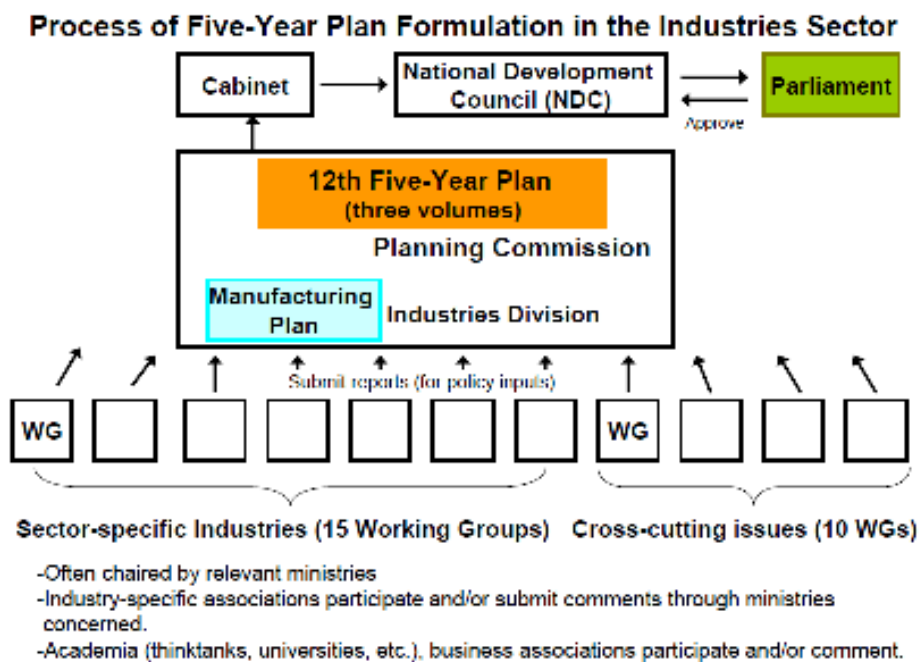 Process of Five-Year Plan Formulation in the Industries Sector
Cabinet
National Development
Council (NDC)
Parliament
Approve
12th Five-Year Plan
(three volumes)
Planning Commission
Manufacturing
Plan
Industries Division
Submit reports (for policy inputs)
WG
WG
Sector-specific Industries (15 Working Groups)
Cross-cutting issues (10 WGs)
-Often chaired by relevant ministries
-Industry-specific associations participate and/or submit comments through ministries
concerned.
-Academia (thinktanks, universities, etc.), business associations participate and/or comment.